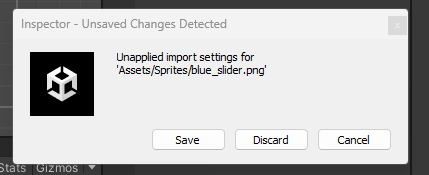 Inspector - Unsaved Changes Detected
x
Unapplied import settings for
'Assets/Sprites/blue_slider.png'
Save Discard Cancel
Stats Gizmos